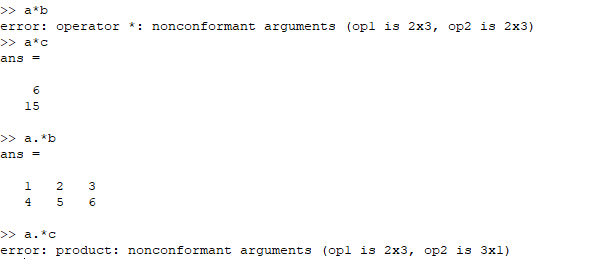 >> a*b
error: operator *: nonconformant arguments (op1 is 2x3, op2 is 2x3)
>> a*c
ans =
6
15
>> a.*b
ans =
1 2 3
4 5 6
>> a.*c
error: product: nonconformant arguments (op1 is 2x3, op2 is 3x1)